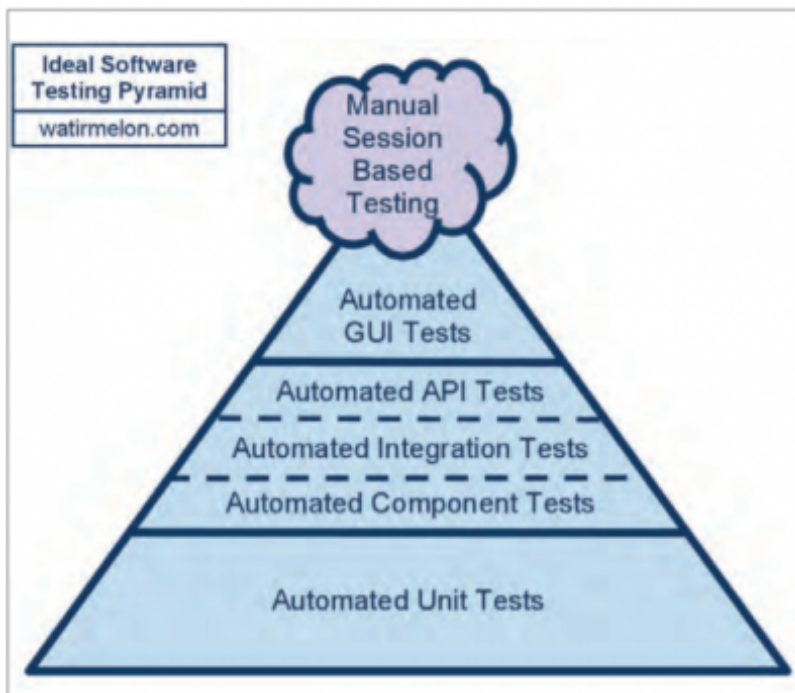 Ideal Software
Testing Pyramid
watirmelon.com
Manual
Session
Based
Testing
Automated
GUI Tests
Automated API Tests
Automated Integration Tests
Automated Component Tests
Automated Unit Tests